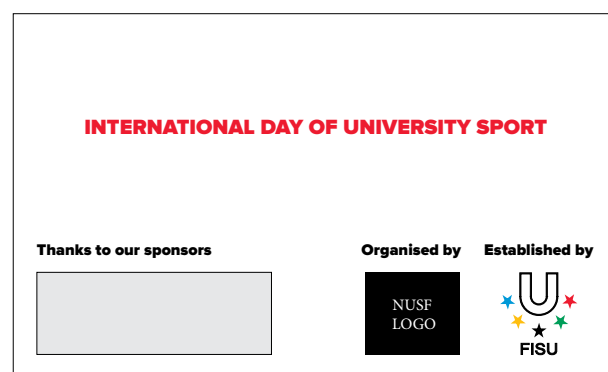 INTERNATIONAL DAY OF UNIVERSITY SPORT
Thanks to our sponsors
Organised by
Established by
NUSF
LOGO
U
FISU